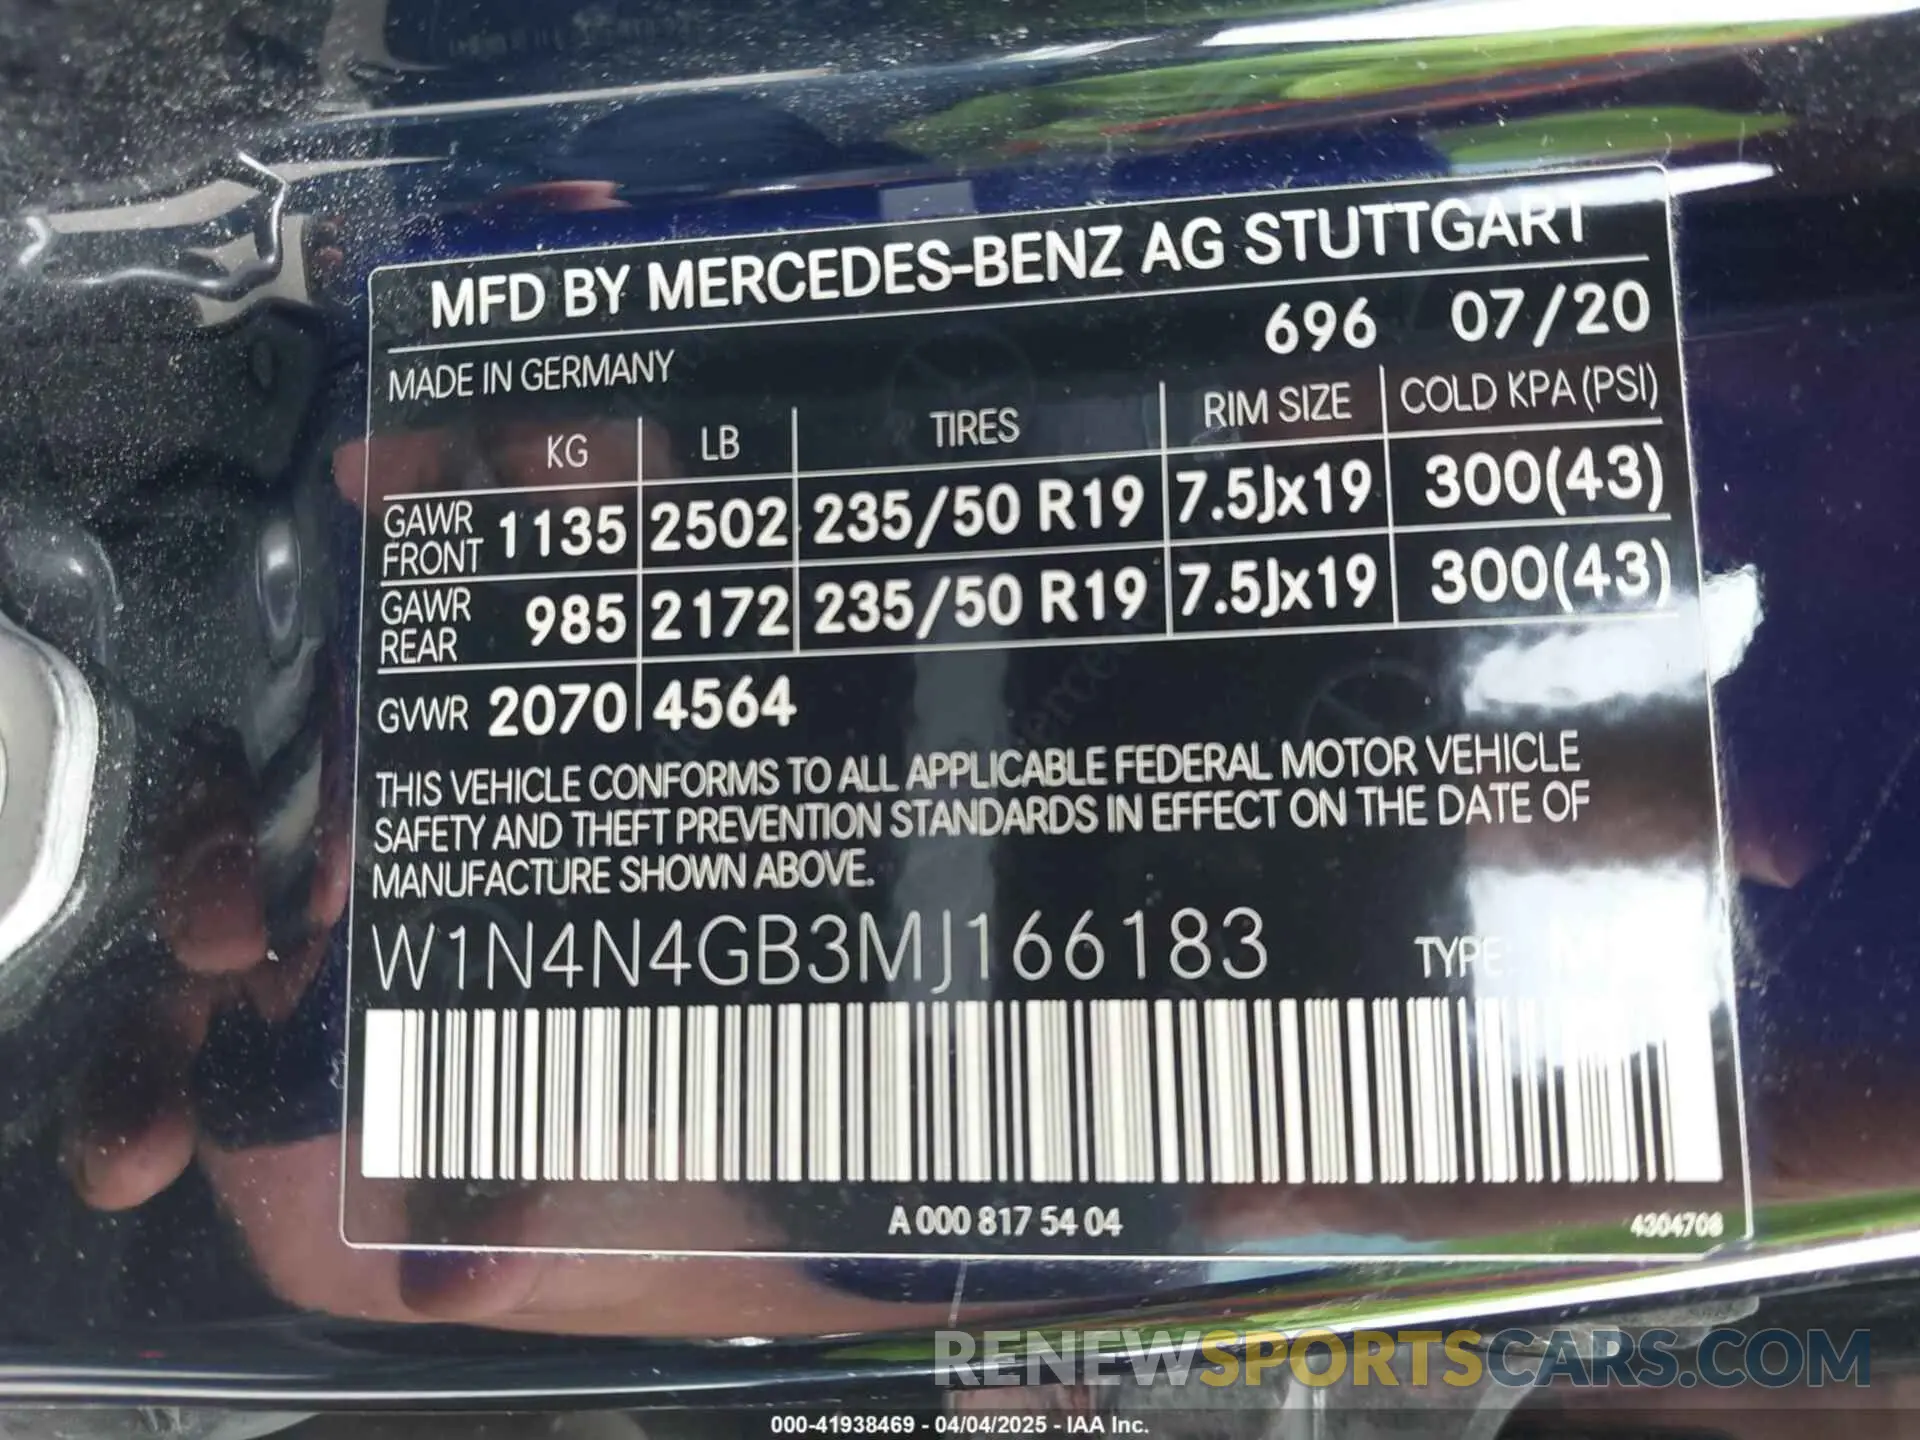 MFD BY MERCEDES-BENZ AG STUTTGART
696 07/20
MADE IN GERMANY
KG LB TIRES RIM SIZE COLD KPA (PSI)
GAWR FRONT 1135 2502 235/50 R19 7.5Jx19 300(43)
GAWR REAR 985 2172 235/50 R19 7.5Jx19 300(43)
GVWR 2070 4564
THIS VEHICLE CONFORMS TO ALL APPLICABLE FEDERAL MOTOR VEHICLE
SAFETY AND THEFT PREVENTION STANDARDS IN EFFECT ON THE DATE OF
MANUFACTURE SHOWN ABOVE.
W1N4N4GB3MJ166183 TYPE:
A 000 817 54 04
4304708
RENEWSPORTSCARS.COM
000-41938469 - 04/04/2025 - IAA Inc.